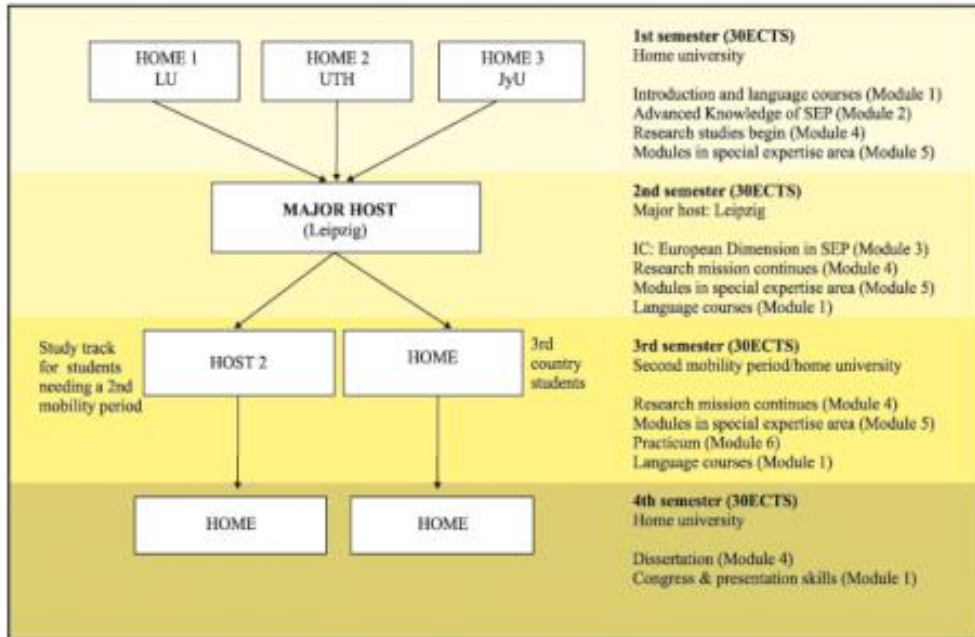 HOME 1
LU
HOME 2
UTH
HOME 3
JyU
1st semester (30ECTS)
Home university
Introduction and language courses (Module 1)
Advanced Knowledge of SEP (Module 2)
Research studies begin (Module 4)
Modules in special expertise area (Module 5)
MAJOR HOST
(Leipzig)
2nd semester (30ECTS)
Major host: Leipzig
IC: European Dimension in SEP (Module 3)
Research mission continues (Module 4)
Modules in special expertise area (Module 5)
Language courses (Module 1)
Study track
for students
needing a 2nd
mobility period
HOST 2
HOME
3rd
country
students
3rd semester (30ECTS)
Second mobility period/home university
Research mission continues (Module 4)
Modules in special expertise area (Module 5)
Practicum (Module 6)
Language courses (Module 1)
HOME
HOME
4th semester (30ECTS)
Home university
Dissertation (Module 4)
Congress & presentation skills (Module 1)